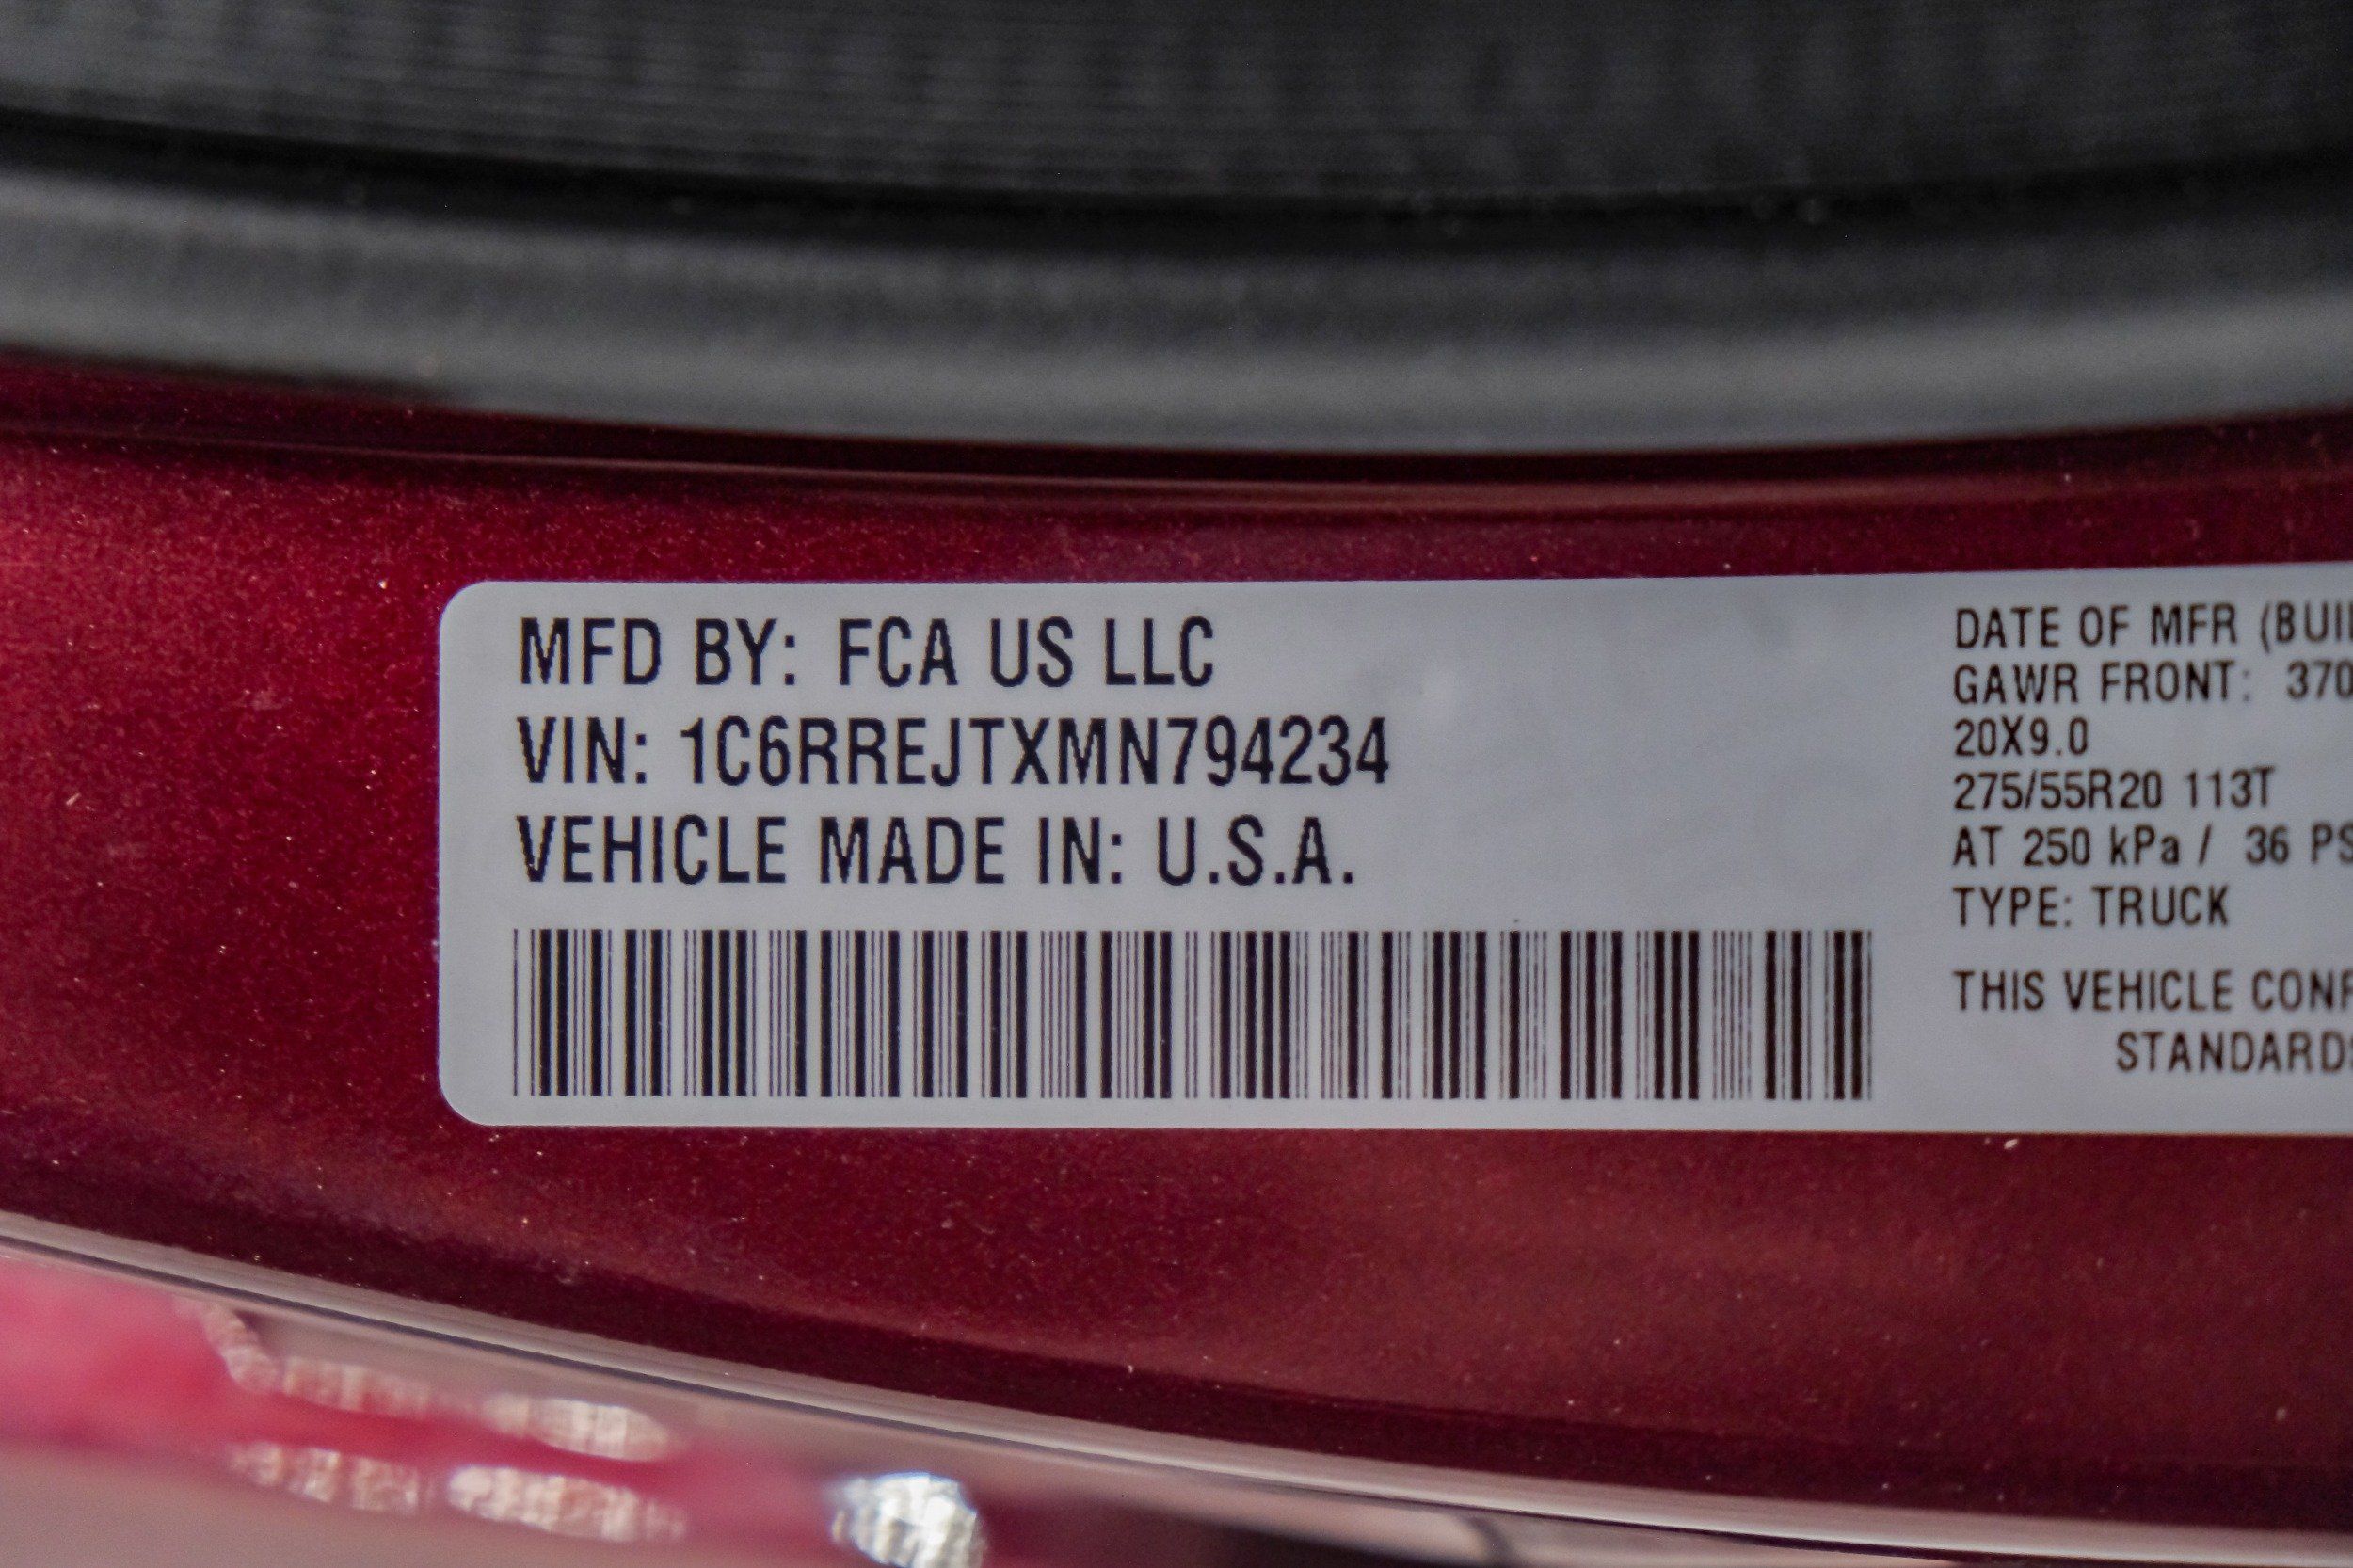 MFD BY: FCA US LLC
VIN: 1C6RREJTXMN794234
VEHICLE MADE IN: U.S.A.
DATE OF MFR (BUI
GAWR FRONT: 370
20X9.0
275/55R20 113T
AT 250 kPa / 36 PS
TYPE: TRUCK
THIS VEHICLE CONF
STANDARDS